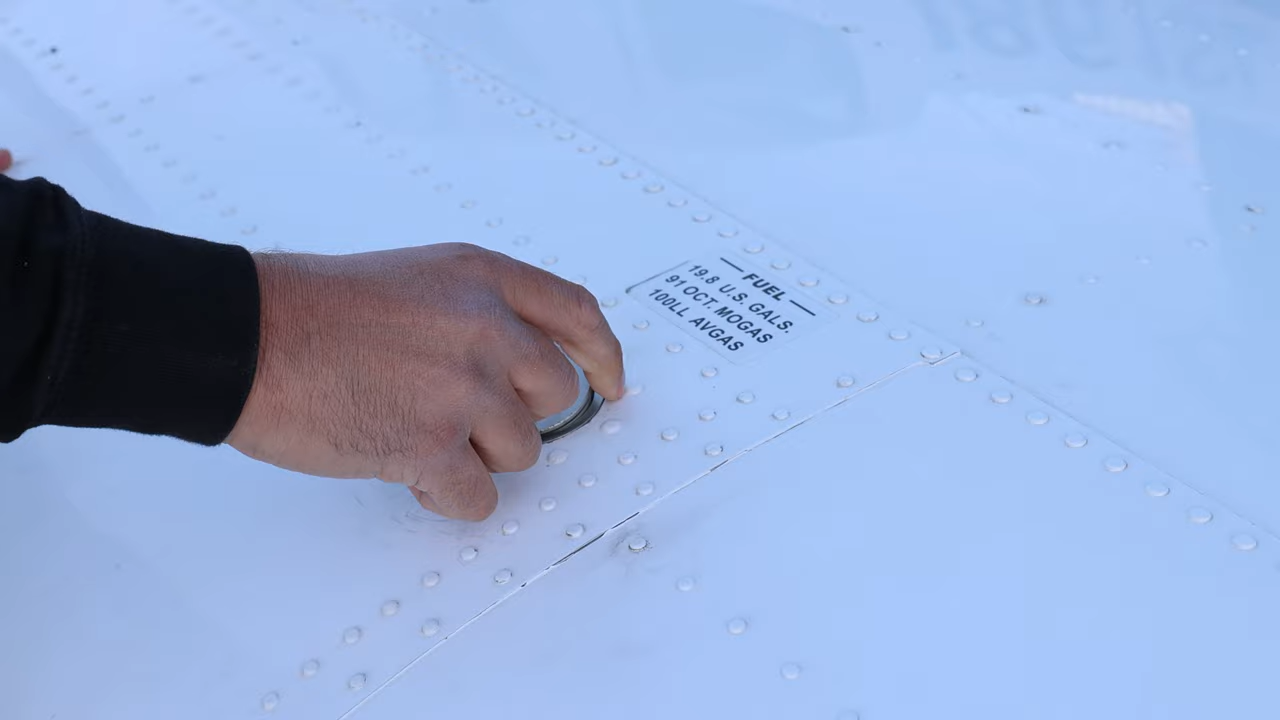 — FUEL —
19.8 U.S. GALS.
91 OCT. MOGAS
100LL AVGAS